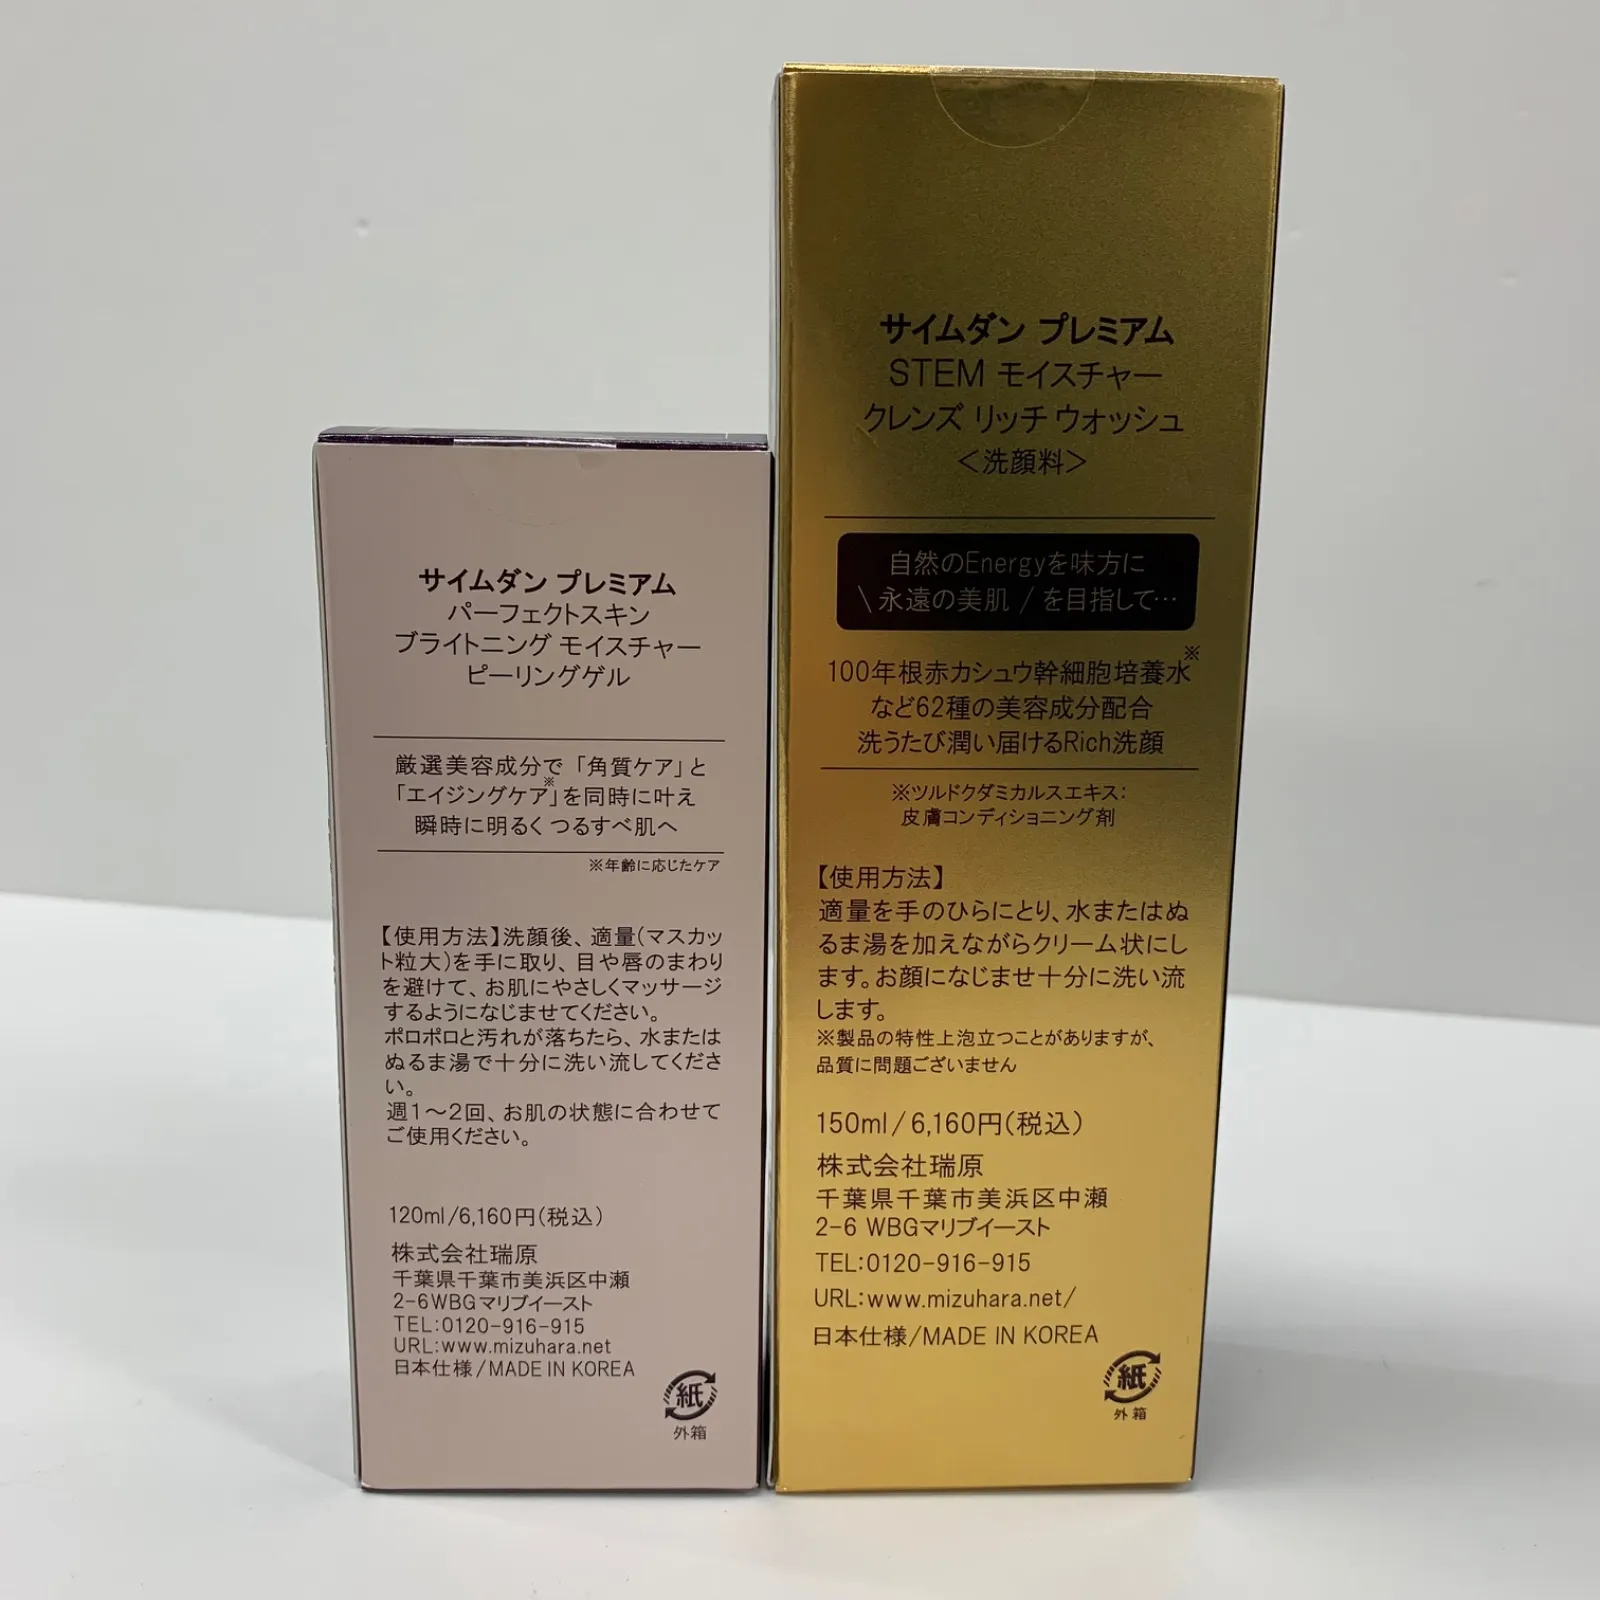 サイムダン プレミアム
パーフェクトスキン
ブライトニング モイスチャー
ピーリングゲル
厳選美容成分で「角質ケア」と
「エイジングケア※」を同時に叶え
瞬時に明るく つるすべ肌へ
※年齢に応じたケア
【使用方法】洗顔後、適量(マスカッ
ト粒大)を手に取り、目や唇のまわり
を避けて、お肌にやさしくマッサージ
するようになじませてください。
ポロポロと汚れが落ちたら、水または
ぬるま湯で十分に洗い流してくださ
い。
週1～2回、お肌の状態に合わせて
ご使用ください。
120ml/6,160円(税込)
株式会社瑞原
千葉県千葉市美浜区中瀬
2-6WBGマリブイースト
TEL:0120-916-915
URL:www.mizuhara.net
日本仕様/MADE IN KOREA
紙
外箱
サイムダン プレミアム
STEM モイスチャー
クレンズ リッチ ウォッシュ
＜洗顔料＞
自然のEnergyを味方に
\ 永遠の美肌 / を目指して…
100年根赤カシュウ幹細胞培養水※
など62種の美容成分配合
洗うたび潤い届けるRich洗顔
※ツルドクダミカルスエキス:
皮膚コンディショニング剤
【使用方法】
適量を手のひらにとり、水またはぬ
るま湯を加えながらクリーム状にし
ます。お顔になじませ十分に洗い流
します。
※製品の特性上泡立つことがありますが、
品質に問題ございません
150ml/6,160円(税込)
株式会社瑞原
千葉県千葉市美浜区中瀬
2-6 WBGマリブイースト
TEL:0120-916-915
URL:www.mizuhara.net/
日本仕様/MADE IN KOREA
紙
外箱